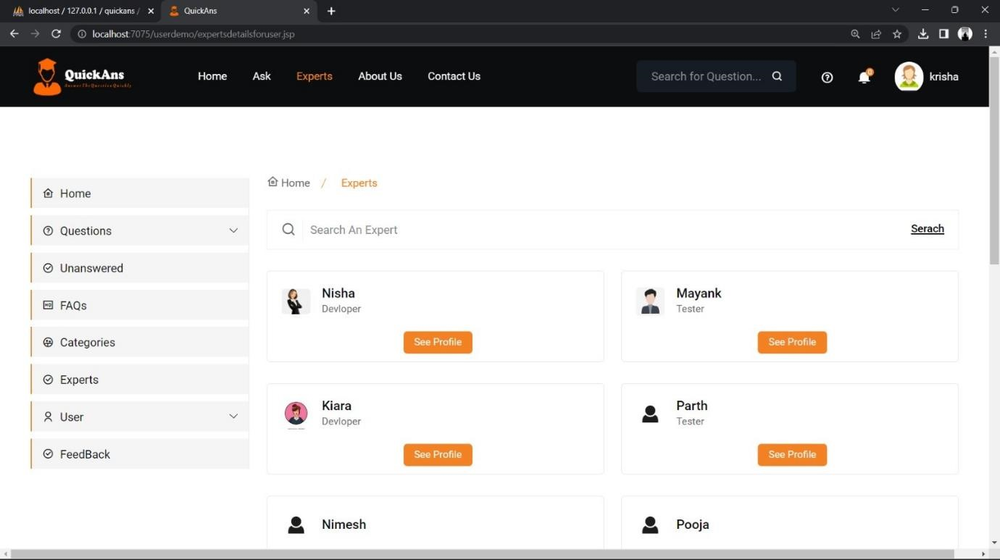 localhost / 127.0.0.1 / quickans /
QuickAns
localhost:7075/userdemo/expertsdetailsforuser.jsp
QuickAns
Answer The Question Quickly
Home Ask Experts About Us Contact Us
Search for Question...
0
krisha
Home / Experts
Home
Questions
Unanswered
FAQs
Categories
Experts
User
FeedBack
Search An Expert
Serach
Nisha
Devloper
See Profile
Mayank
Tester
See Profile
Kiara
Devloper
See Profile
Parth
Tester
See Profile
Nimesh
Pooja